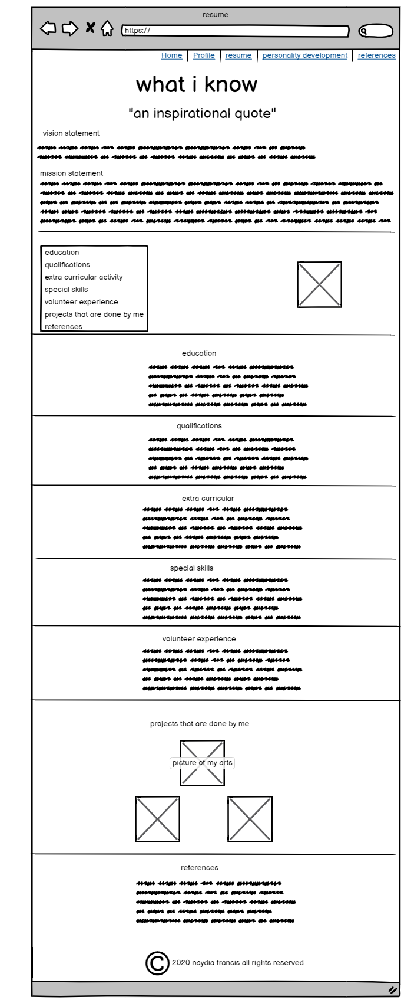 resume
https://
Home Profile resume personality development references
what i know
"an inspirational quote"
vision statement
mission statement
education
qualifications
extra curricular activity
special skills
volunteer experience
projects that are done by me
references
education
qualifications
extra curricular
special skills
volunteer experience
projects that are done by me
picture of my arts
references
© 2020 naydia francis all rights reserved